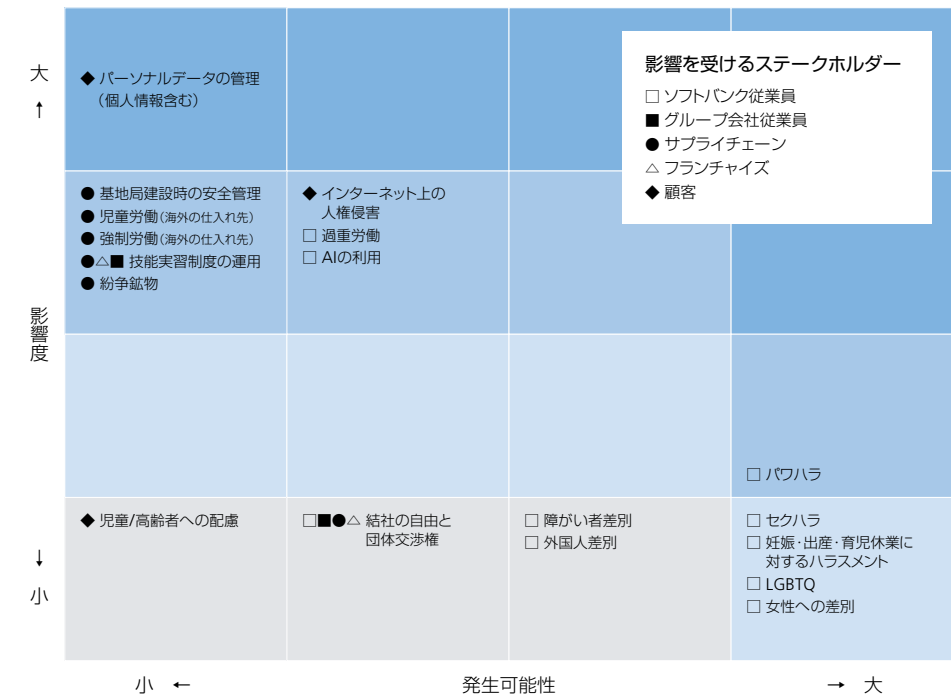 大
↑
影響度
↓
小
◆ パーソナルデータの管理
(個人情報含む)
影響を受けるステークホルダー
□ ソフトバンク従業員
■ グループ会社従業員
● サプライチェーン
△ フランチャイズ
◆ 顧客
● 基地局建設時の安全管理
● 児童労働(海外の仕入れ先)
● 強制労働(海外の仕入れ先)
●△■ 技能実習制度の運用
● 紛争鉱物
◆ インターネット上の
人権侵害
□ 過重労働
□ AIの利用
□ パワハラ
◆ 児童/高齢者への配慮
□■●△ 結社の自由と
団体交渉権
□ 障がい者差別
□ 外国人差別
□ セクハラ
□ 妊娠・出産・育児休業に
対するハラスメント
□ LGBTQ
□ 女性への差別
小 ← 発生可能性 → 大